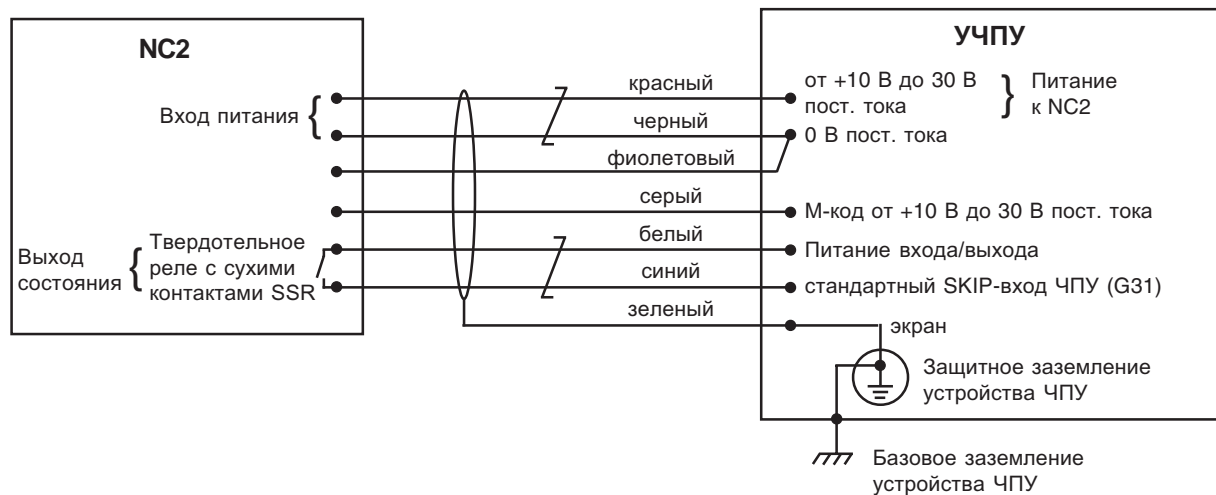 NC2
УЧПУ
Вход питания
красный
от +10 В до 30 В
пост. тока
Питание
к NC2
черный
0 В пост. тока
фиолетовый
серый
М-код от +10 В до 30 В пост. тока
Выход
состояния
Твердотельное
реле с сухими
контактами SSR
белый
Питание входа/выхода
синий
стандартный SKIP-вход ЧПУ (G31)
зеленый
экран
Защитное заземление
устройства ЧПУ
Базовое заземление
устройства ЧПУ